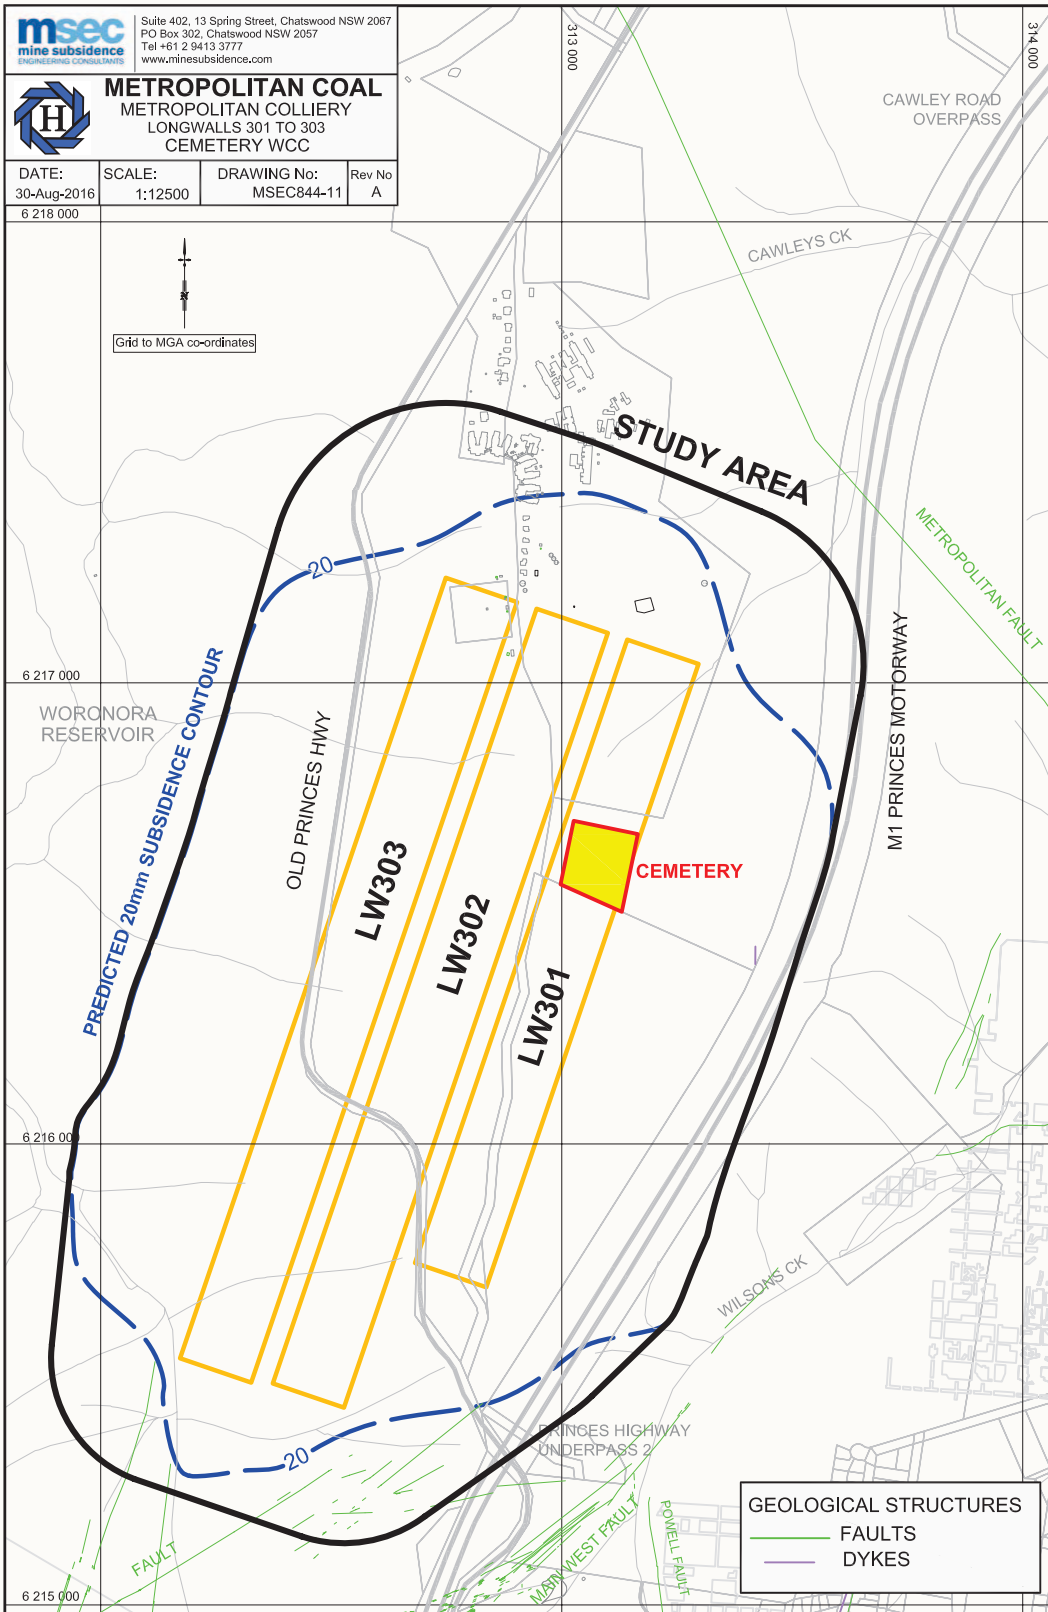 msec
mine subsidence
ENGINEERING CONSULTANTS
Suite 402, 13 Spring Street, Chatswood NSW 2067
PO Box 302, Chatswood NSW 2057
Tel +61 2 9413 3777
www.minesubsidence.com
H
METROPOLITAN COAL
METROPOLITAN COLLIERY
LONGWALLS 301 TO 303
CEMETERY WCC
DATE:
30-Aug-2016
SCALE:
1:12500
DRAWING No:
MSEC844-11
Rev No
A
313 000
314 000
CAWLEY ROAD
OVERPASS
6 218 000
CAWLEYS CK
N
Grid to MGA co-ordinates
STUDY AREA
20
METROPOLITAN FAULT
6 217 000
WORONORA
RESERVOIR
PREDICTED 20mm SUBSIDENCE CONTOUR
OLD PRINCES HWY
M1 PRINCES MOTORWAY
CEMETERY
LW303
LW302
LW301
6 216 000
WILSONS CK
20
PRINCES HIGHWAY
UNDERPASS 2
FAULT
MAIN WEST FAULT
POWELL FAULT
GEOLOGICAL STRUCTURES
FAULTS
DYKES
6 215 000